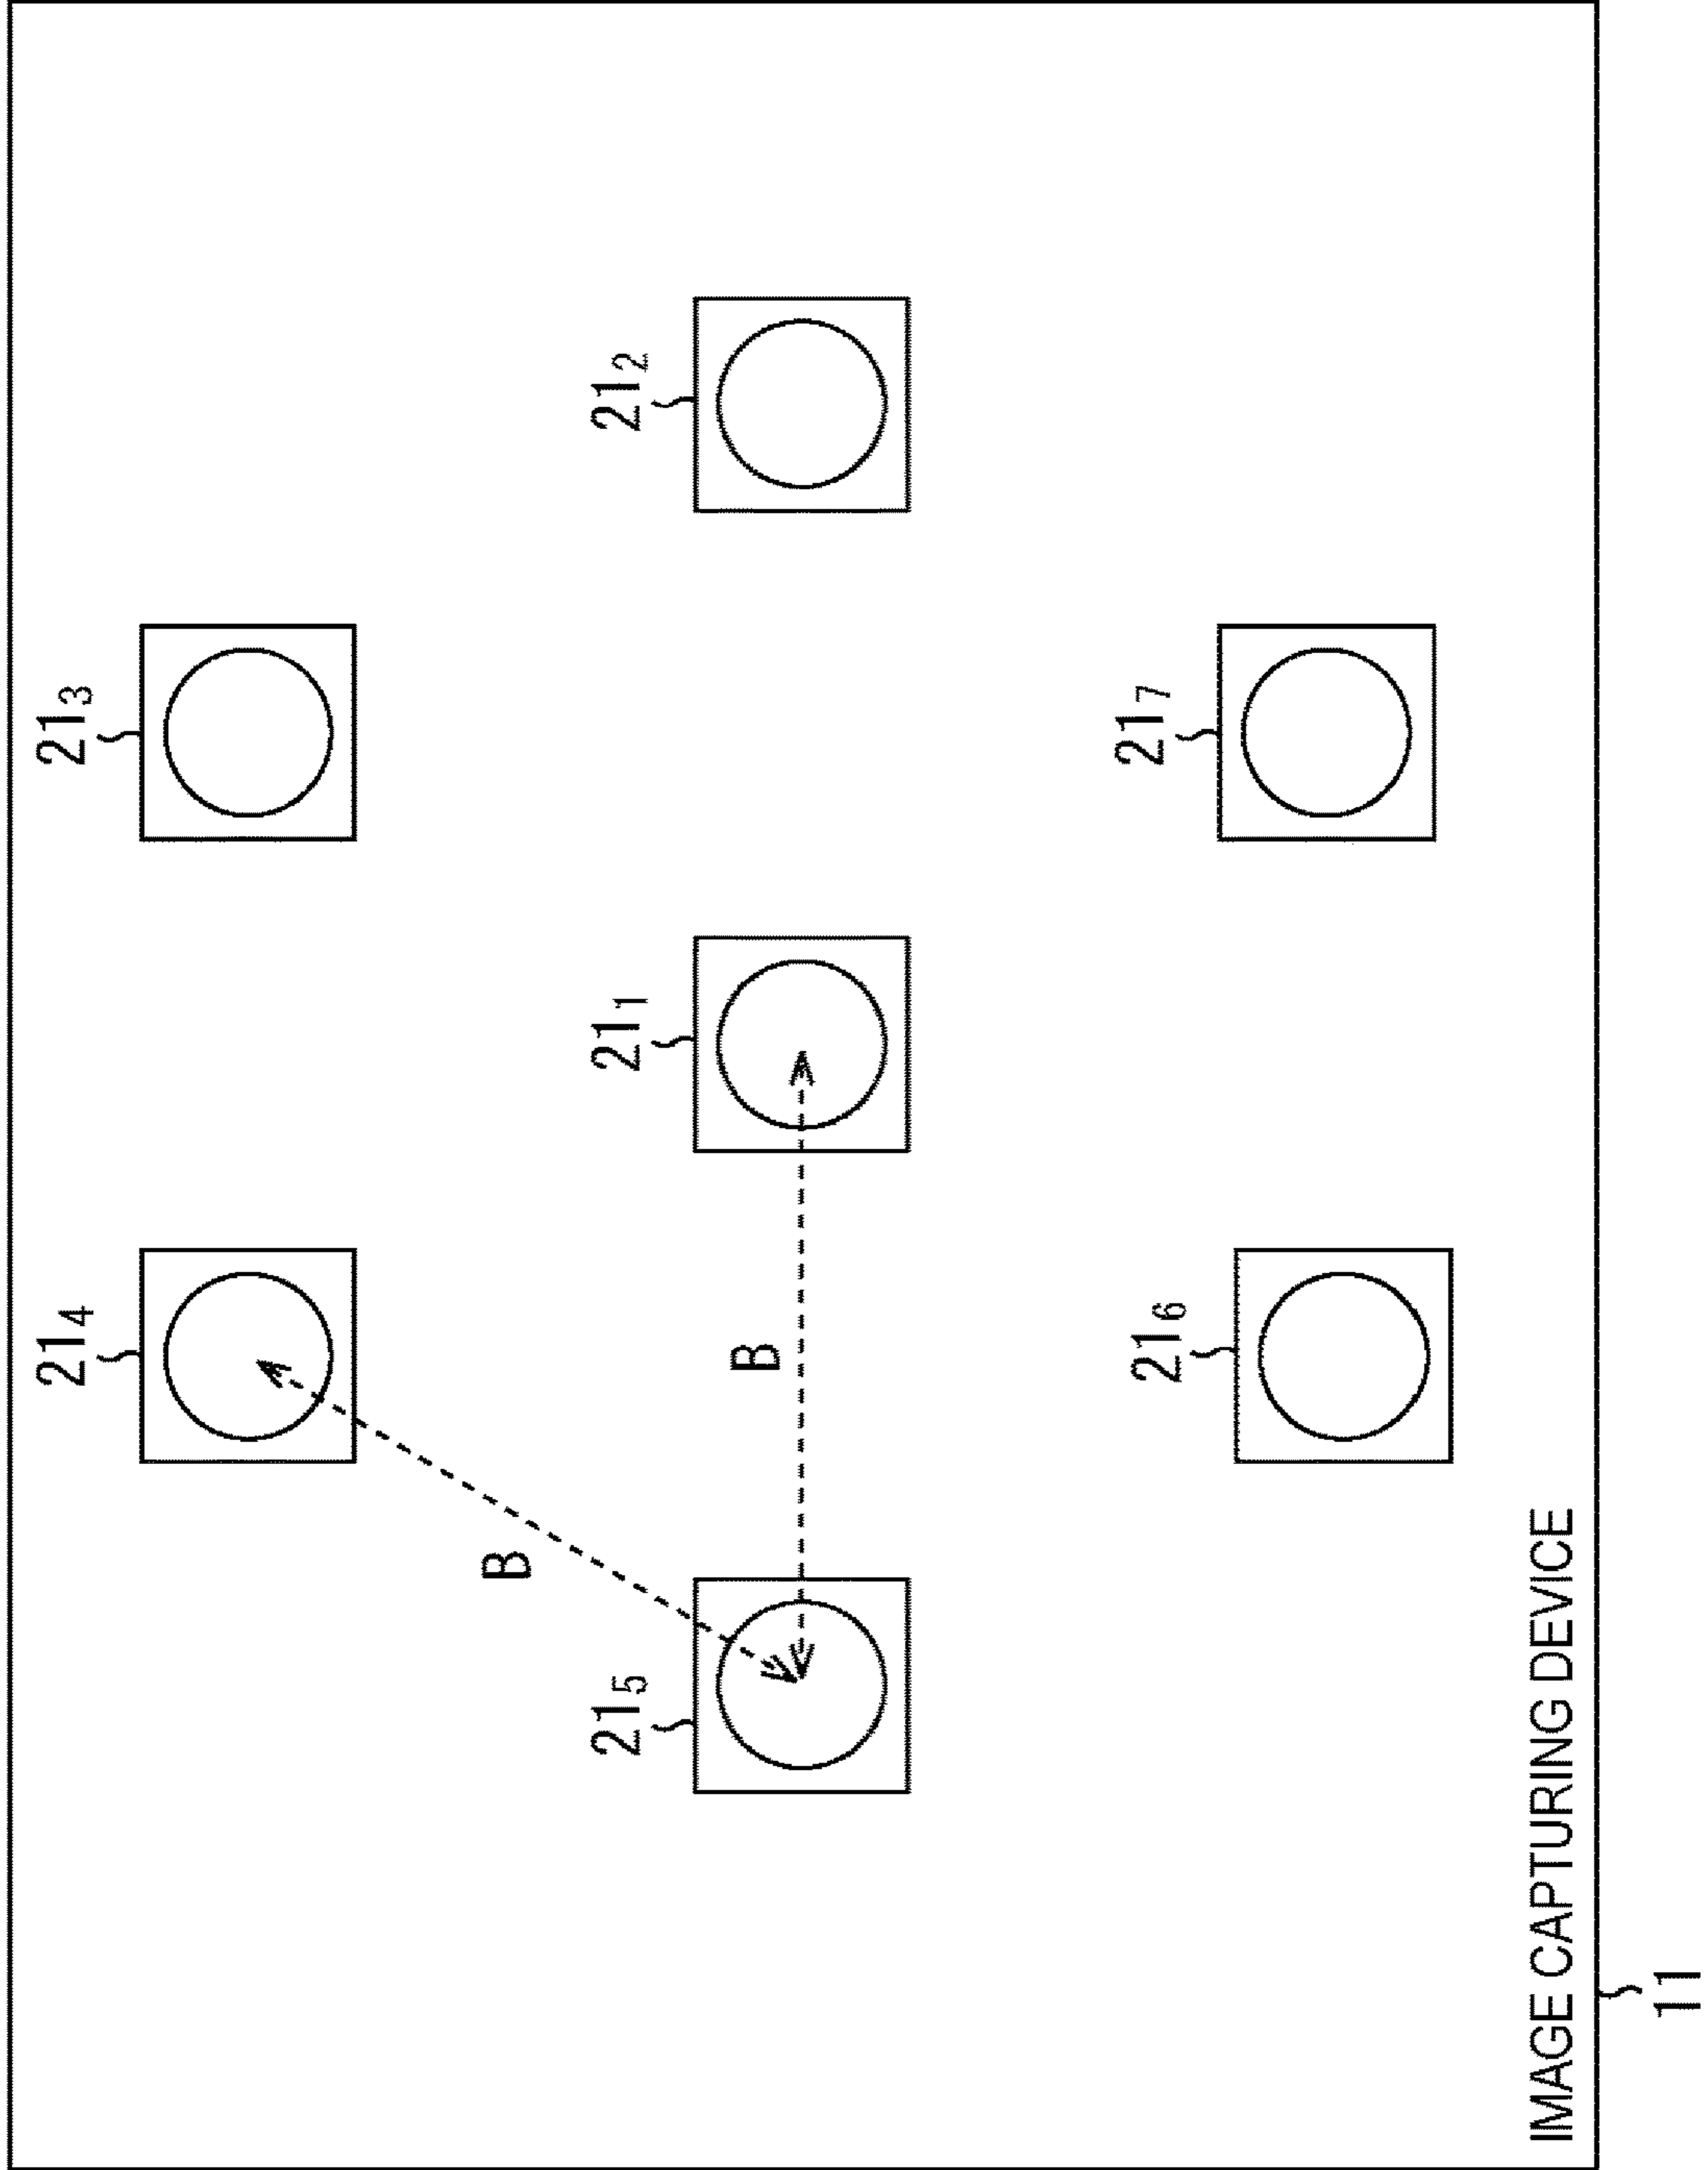 21₄
21₃
B
21₅
21₁
21₂
B
21₆
21₇
IMAGE CAPTURING DEVICE
11